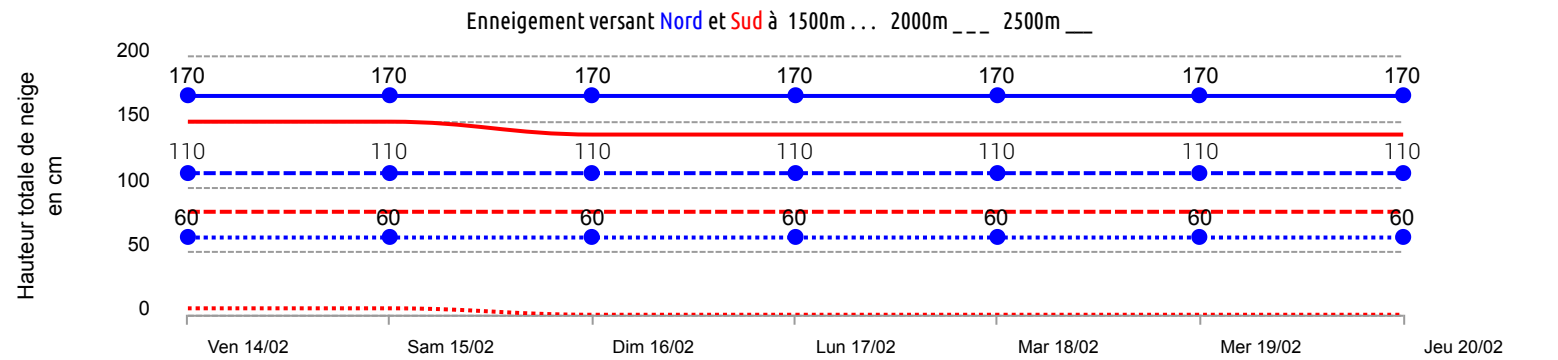 Enneigement versant Nord et Sud à 1500m . . . 2000m _ _ _ 2500m __
Hauteur totale de neige
en cm
200
170 170 170 170 170 170 170
150
110 110 110 110 110 110 110
100
60 60 60 60 60 60 60
50
0
Ven 14/02 Sam 15/02 Dim 16/02 Lun 17/02 Mar 18/02 Mer 19/02 Jeu 20/02